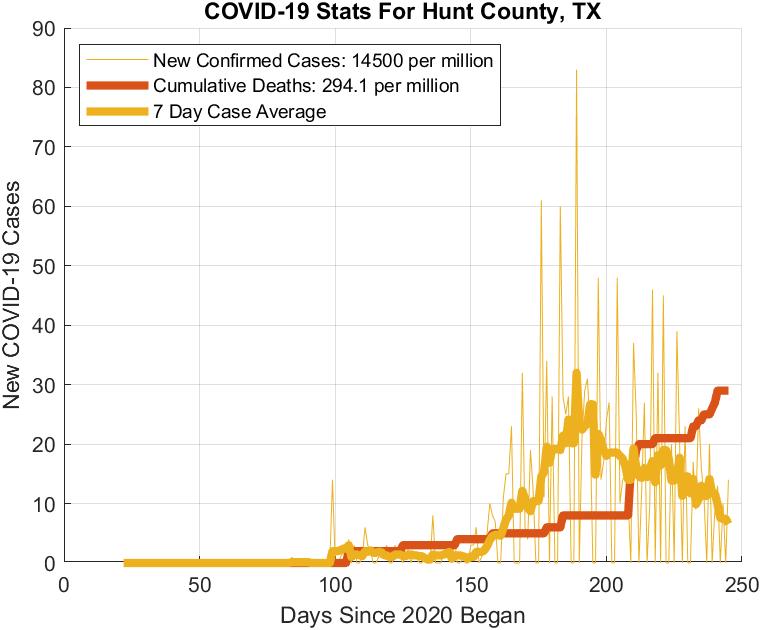 COVID-19 Stats For Hunt County, TX
New Confirmed Cases: 14500 per million
Cumulative Deaths: 294.1 per million
7 Day Case Average
New COVID-19 Cases
90
80
70
60
50
40
30
20
10
0
0 50 100 150 200 250
Days Since 2020 Began